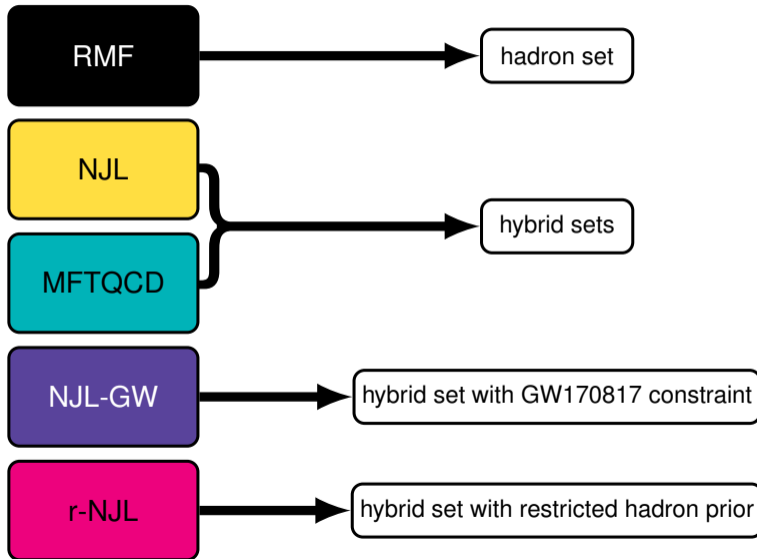 RMF
hadron set
NJL
MFTQCD
hybrid sets
NJL-GW
hybrid set with GW170817 constraint
r-NJL
hybrid set with restricted hadron prior